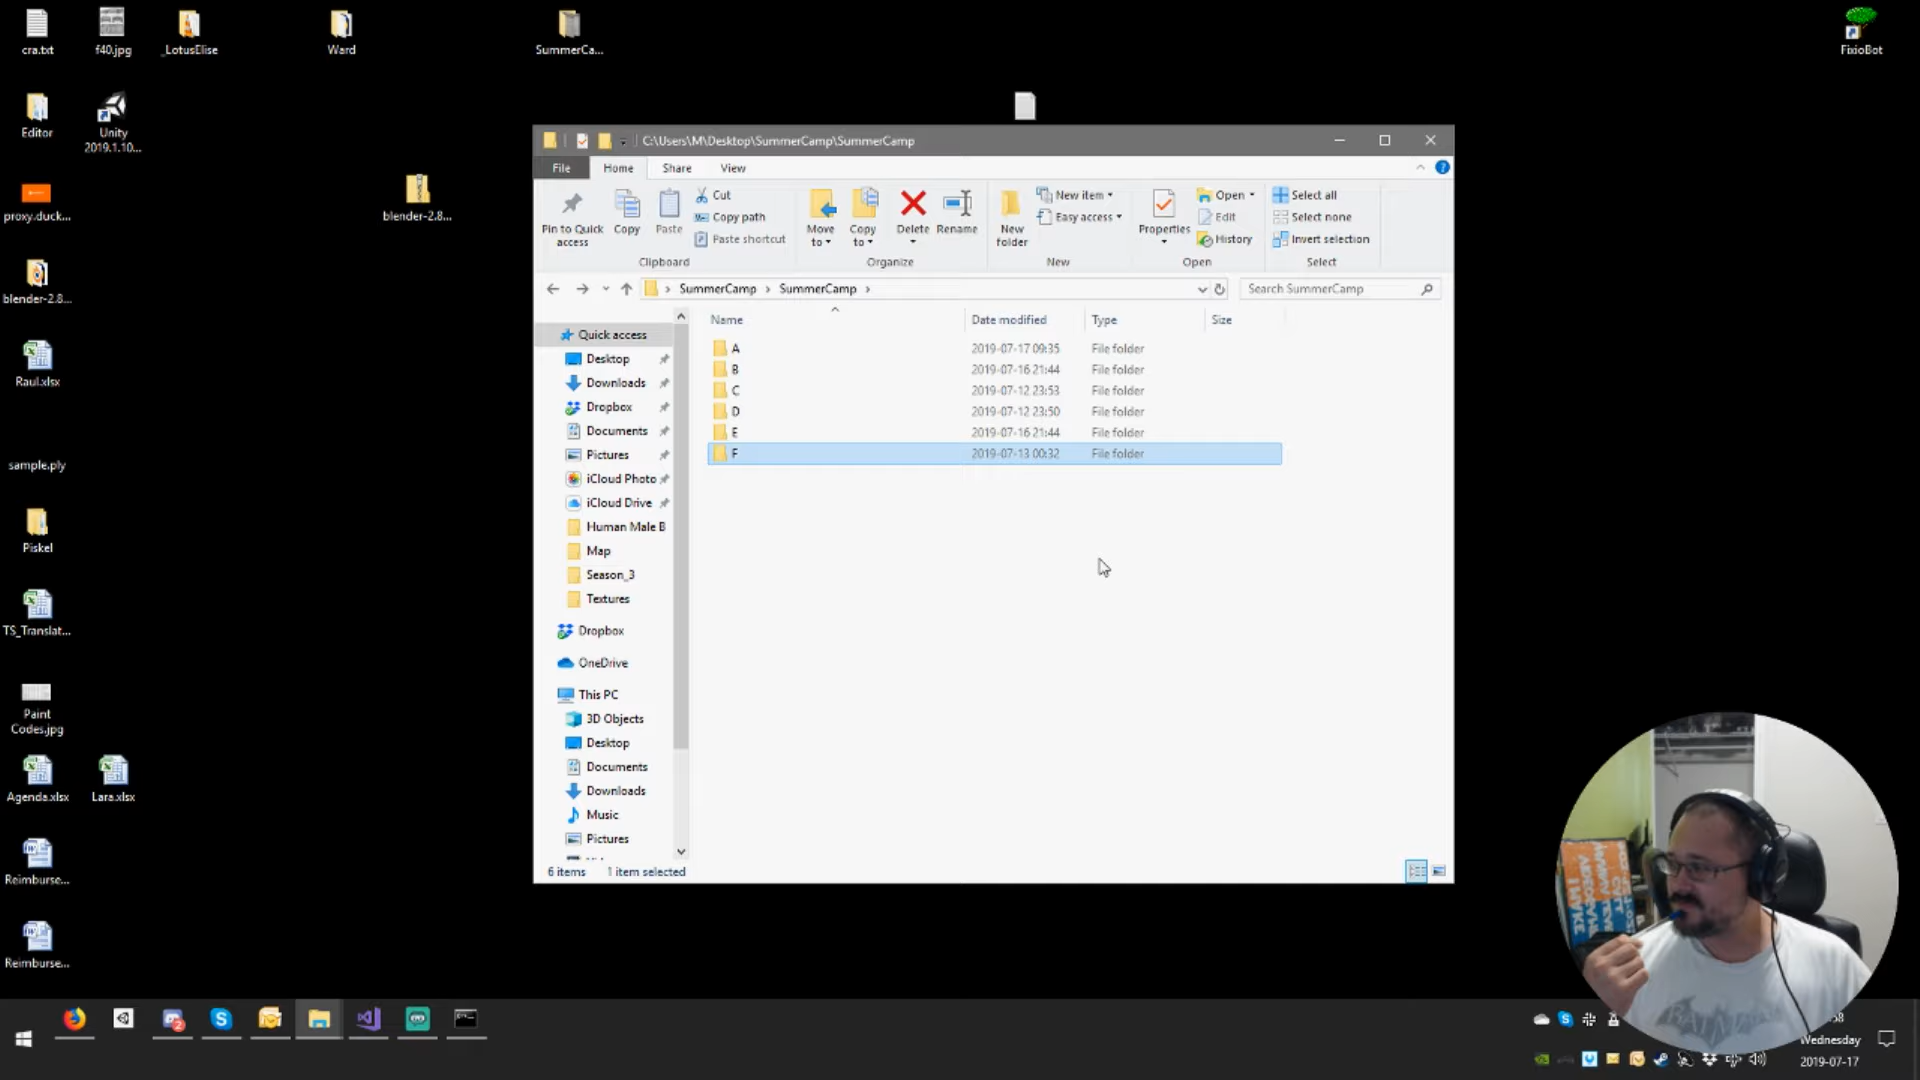 cra.txt
f40.jpg
_LotusElise
Ward
SummerCa...
FixioBot
Editor
Unity
2019.1.10...
proxy.duck...
blender-2.8...
blender-2.8...
Raul.xlsx
sample.ply
Piskel
TS_Translat...
Paint
Codes.jpg
Agenda.xlsx
Lara.xlsx
Reimburse...
Reimburse...
C:\Users\M\Desktop\SummerCamp\SummerCamp
File Home Share View
Pin to Quick
access
Copy
Paste
Cut
Copy path
Paste shortcut
Clipboard
Move
to
Copy
to
Delete
Rename
Organize
New
folder
New item
Easy access
New
Properties
Open
Edit
History
Open
Select all
Select none
Invert selection
Select
SummerCamp > SummerCamp >
Search SummerCamp
Name Date modified Type Size
A 2019-07-17 09:35 File folder
B 2019-07-16 21:44 File folder
C 2019-07-12 23:53 File folder
D 2019-07-12 23:50 File folder
E 2019-07-16 21:44 File folder
F 2019-07-13 00:32 File folder
Quick access
Desktop
Downloads
Dropbox
Documents
Pictures
iCloud Photo
iCloud Drive
Human Male B
Map
Season_3
Textures
Dropbox
OneDrive
This PC
3D Objects
Desktop
Documents
Downloads
Music
Pictures
6 items 1 item selected
BATMAN
Wednesday
2019-07-17